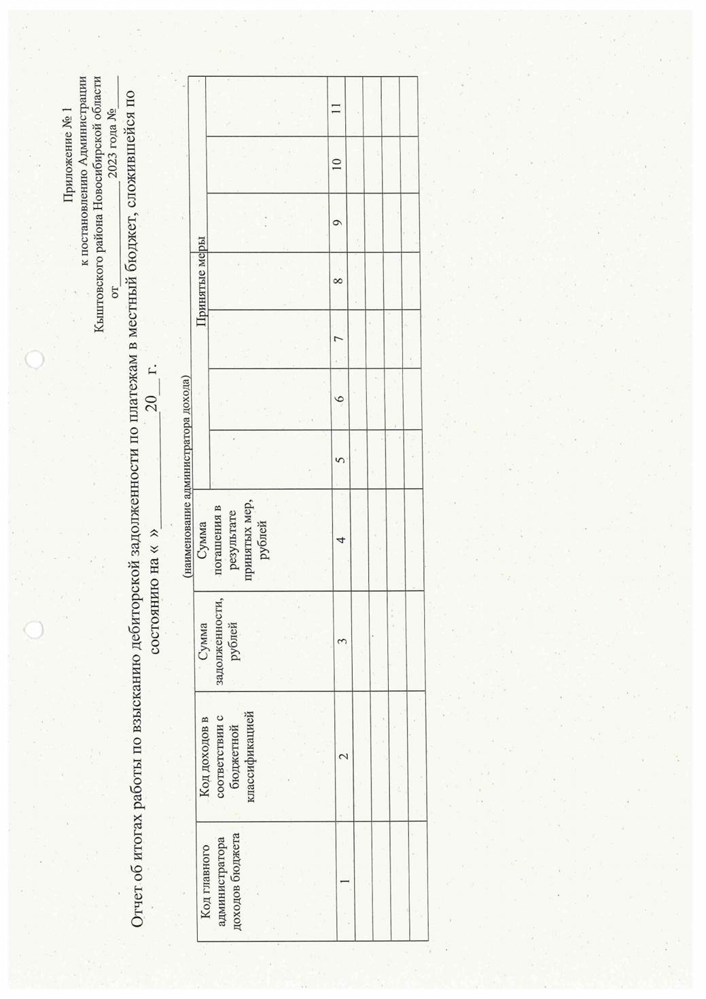 Приложение № 1
к постановлению Администрации
Кыштовского района Новосибирской области
от_________________ 2023 года №_____
Отчет об итогах работы по взысканию дебиторской задолженности по платежам в местный бюджет, сложившейся по
состоянию на «  »______________20__ г.
(наименование администратора дохода)
Код главного
администратора
доходов бюджета
Код доходов в
соответствии с
бюджетной
классификацией
Сумма
задолженности,
рублей
Сумма
погашения в
результате
принятых мер,
рублей
Принятые меры
1 2 3 4 5 6 7 8 9 10 11